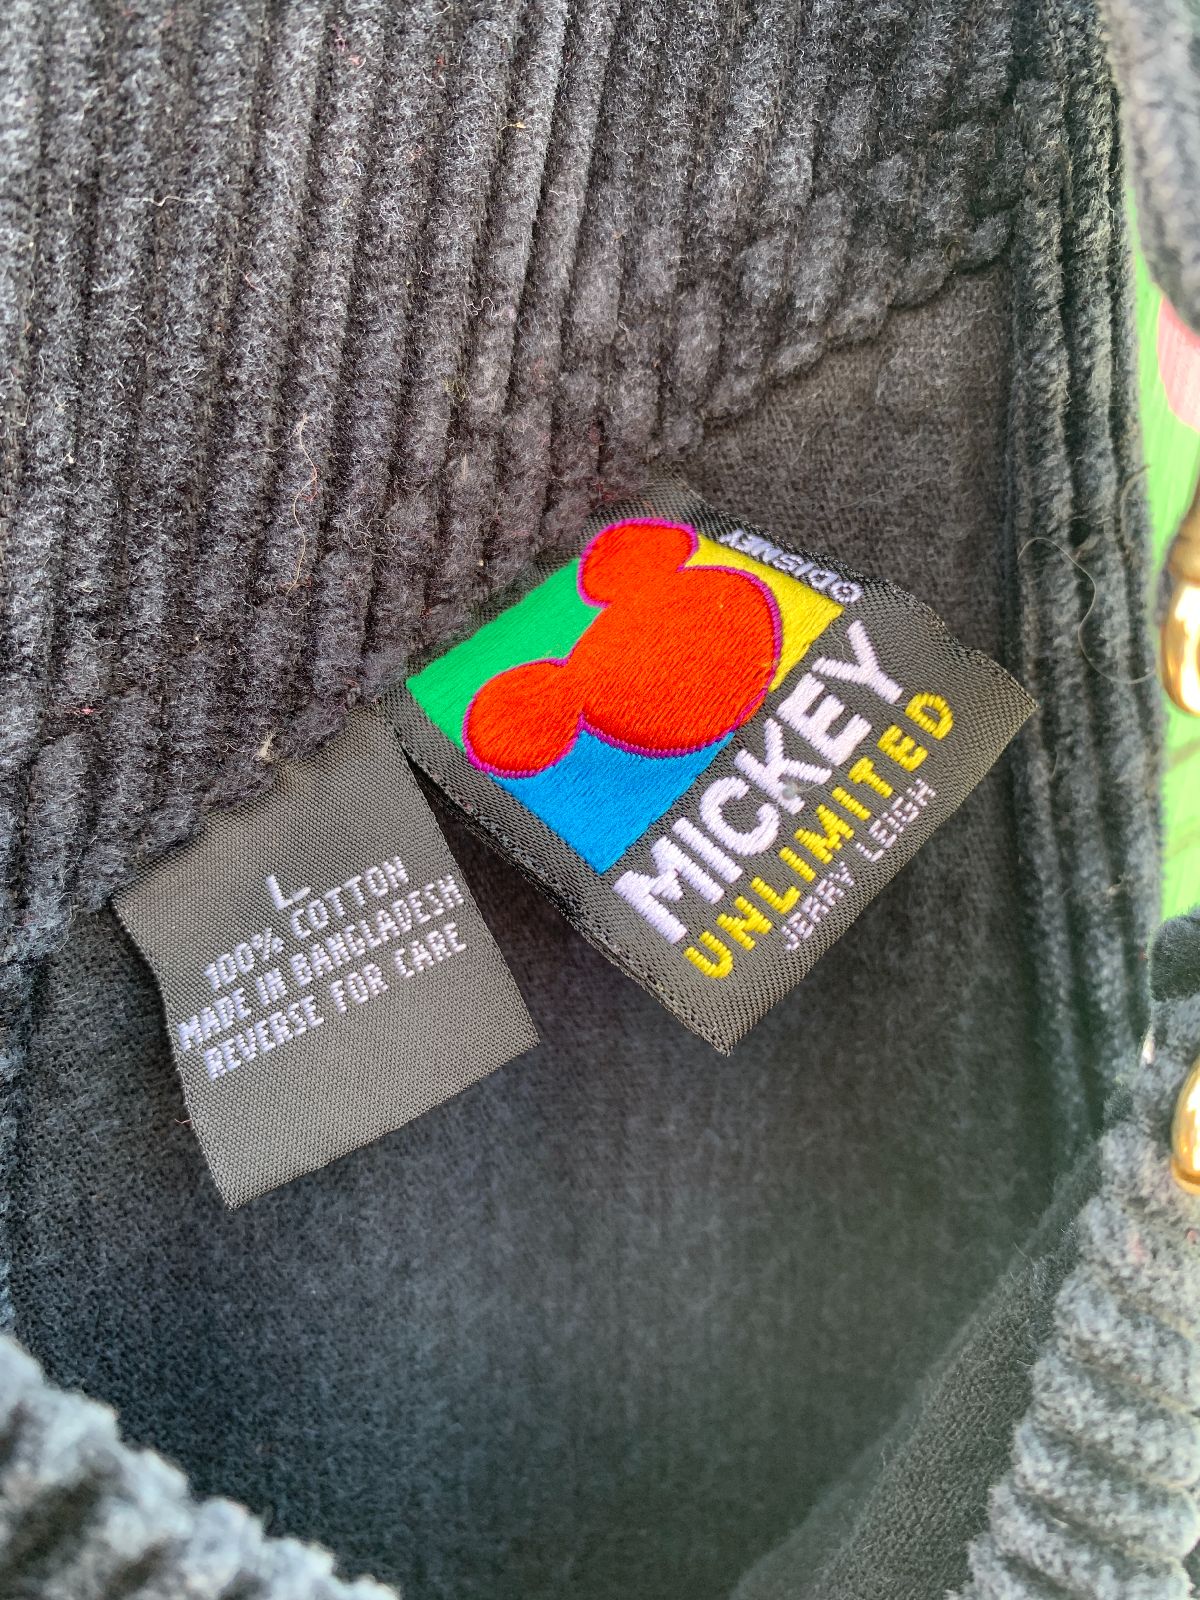 ©DISNEY
MICKEY
UNLIMITED
JERRY LEIGH
L
100% COTTON
MADE IN BANGLADESH
REVERSE FOR CARE